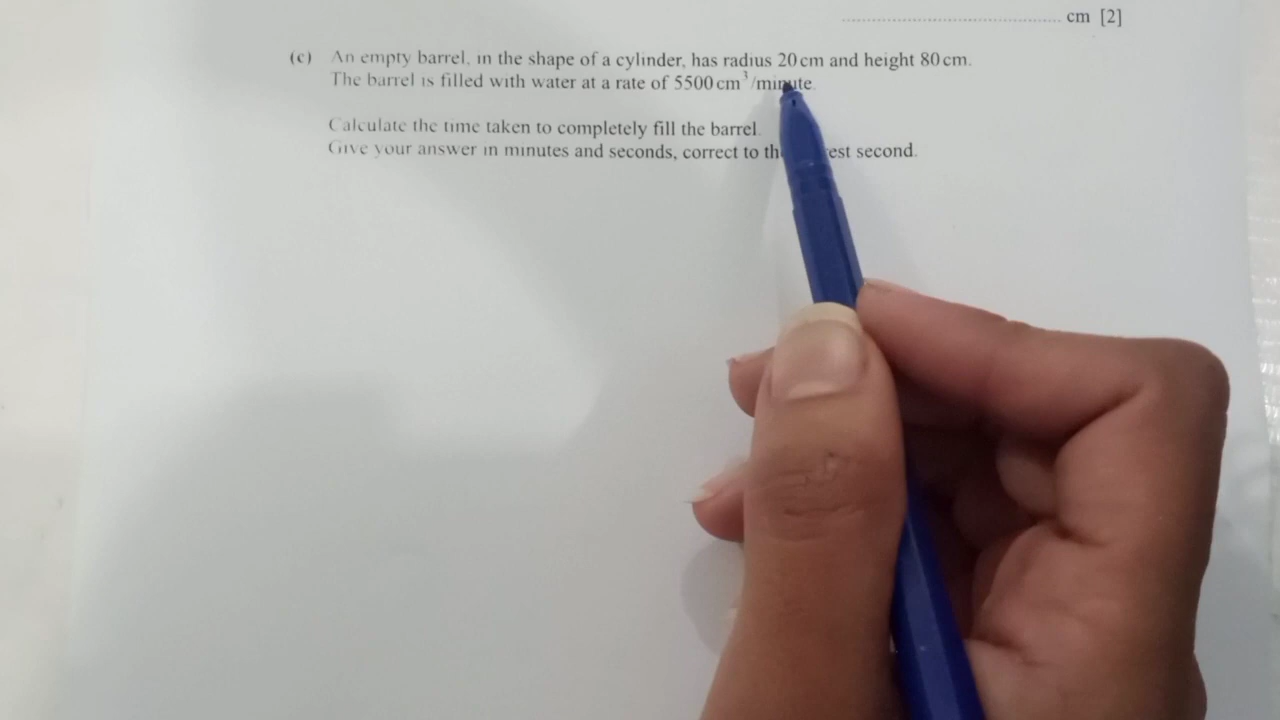 .......................................... cm [2]
(c) An empty barrel, in the shape of a cylinder, has radius 20 cm and height 80 cm.
The barrel is filled with water at a rate of 5500 cm³/minute.
Calculate the time taken to completely fill the barrel.
Give your answer in minutes and seconds, correct to second.